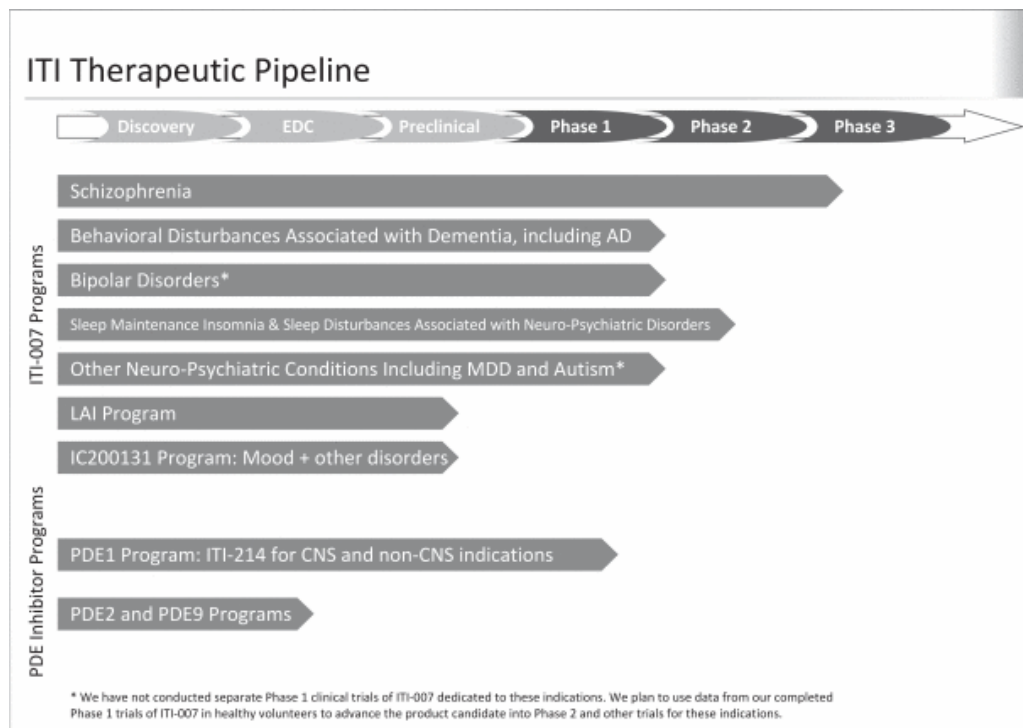 ITI Therapeutic Pipeline
Discovery
EDC
Preclinical
Phase 1
Phase 2
Phase 3
ITI-007 Programs
Schizophrenia
Behavioral Disturbances Associated with Dementia, including AD
Bipolar Disorders*
Sleep Maintenance Insomnia & Sleep Disturbances Associated with Neuro-Psychiatric Disorders
Other Neuro-Psychiatric Conditions Including MDD and Autism*
LAI Program
IC200131 Program: Mood + other disorders
PDE Inhibitor Programs
PDE1 Program: ITI-214 for CNS and non-CNS indications
PDE2 and PDE9 Programs
* We have not conducted separate Phase 1 clinical trials of ITI-007 dedicated to these indications. We plan to use data from our completed
Phase 1 trials of ITI-007 in healthy volunteers to advance the product candidate into Phase 2 and other trials for these indications.